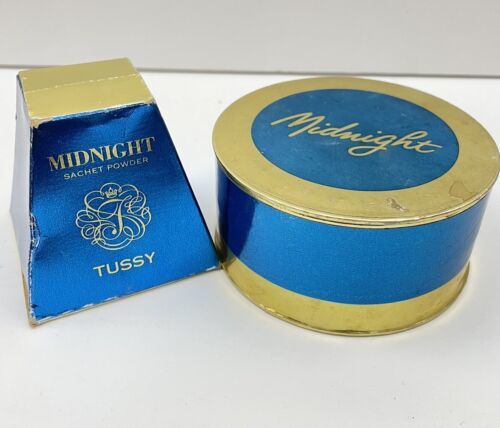 MIDNIGHT
SACHET POWDER
T
TUSSY
Midnight